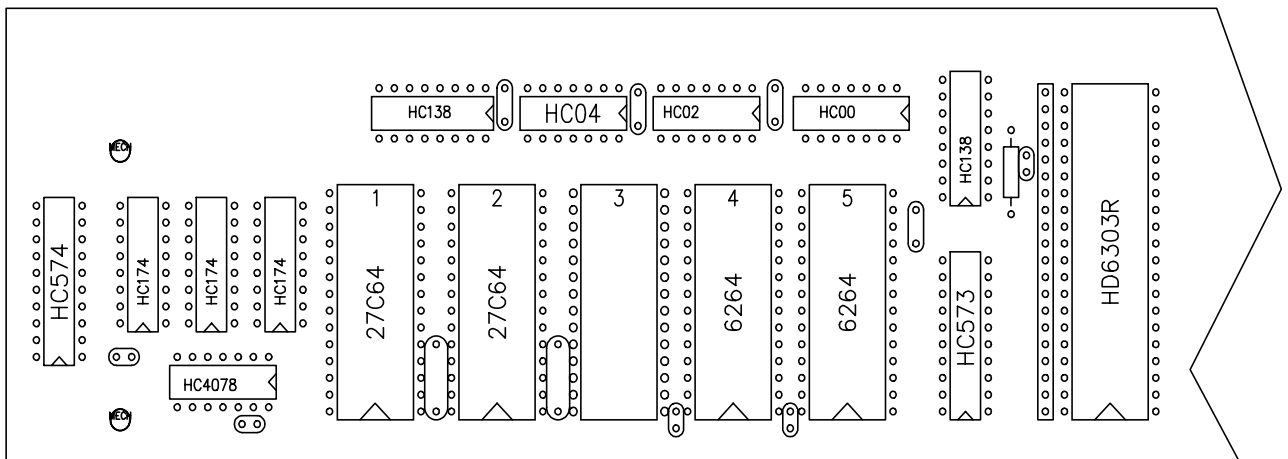 HC138
HC04
HC02
HC00
HC138
MECH
HD6303R
1
2
3
4
5
HC574
HC174
HC174
HC174
27C64
27C64
6264
6264
HC573
HC4078
MECH